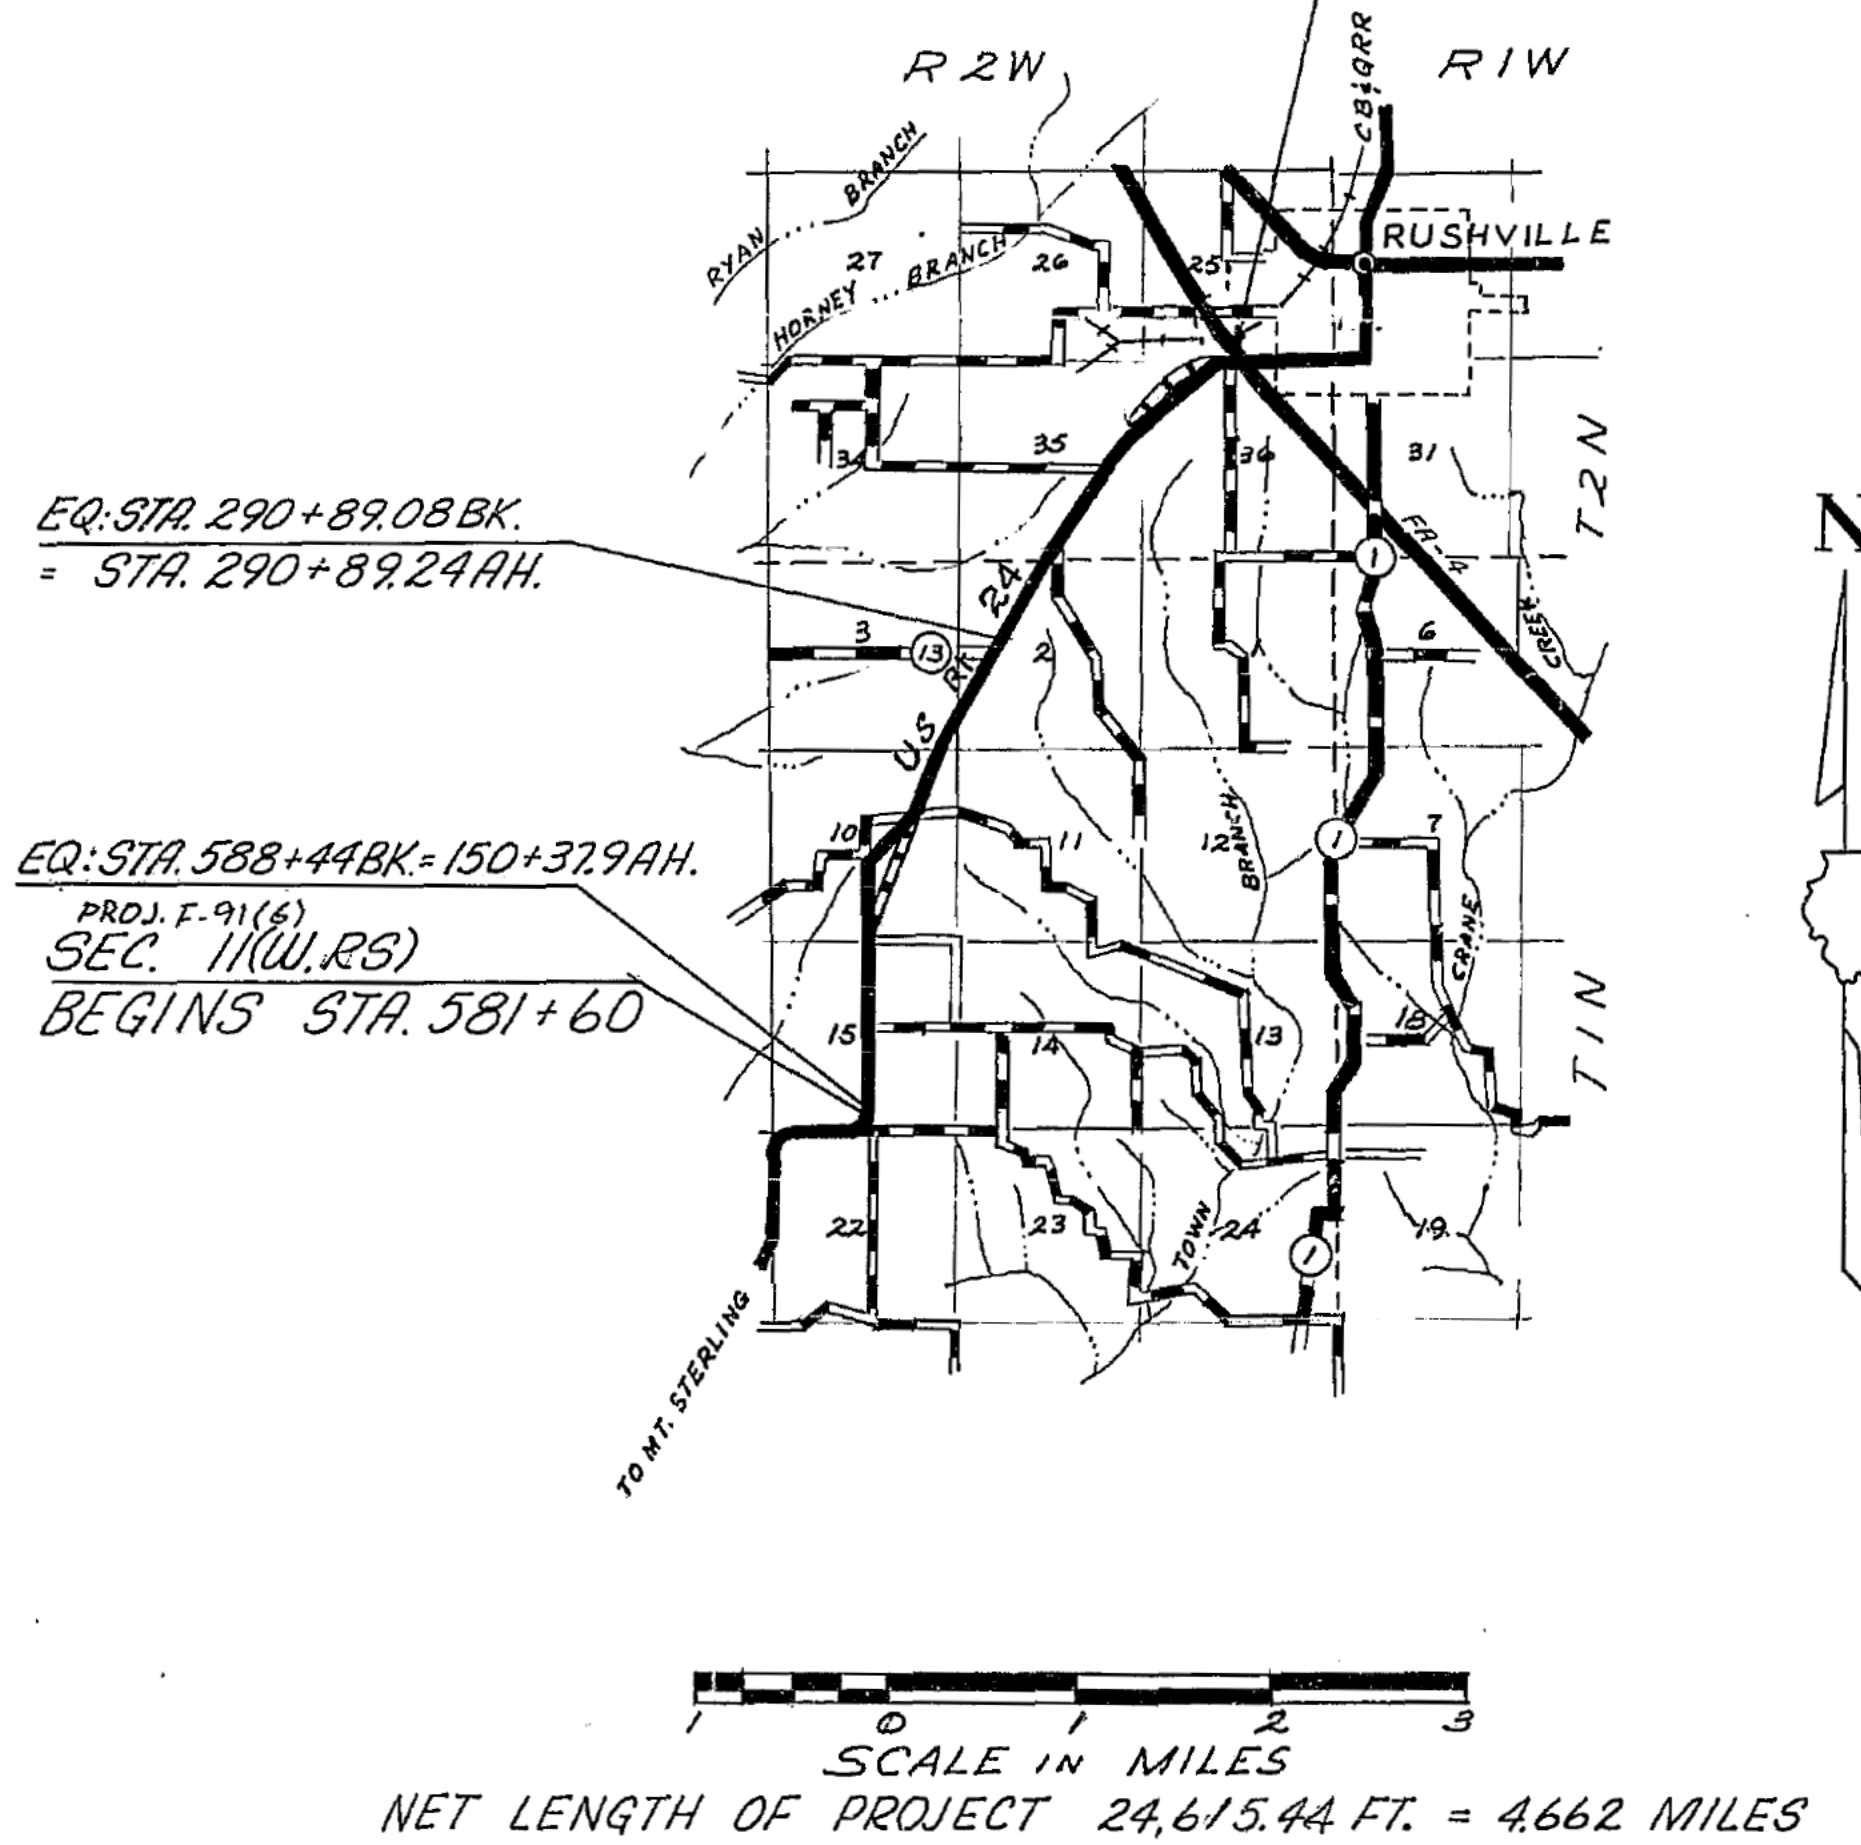 R 2 W
R 1 W
CB&QRR
RYAN BRANCH
RUSHVILLE
27
HORNEY BRANCH
26
25
34
35
36
31
T 2 N
EQ: STA. 290+89.08 BK.
= STA. 290+89.24 AH.
FA-4
1
N
US RT 24
3
13
2
6
CREEK
EQ: STA. 588+44 BK. = 150+37.9 AH.
10
11
12
BRANCH
1
7
PROJ. F-91(6)
SEC. 11(W.RS)
BEGINS STA. 581+60
CRANE
15
14
13
18
T 1 N
22
23
TOWN
24
19
1
TO MT. STERLING
1 0 1 2 3
SCALE IN MILES
NET LENGTH OF PROJECT 24,615.44 FT. = 4.662 MILES